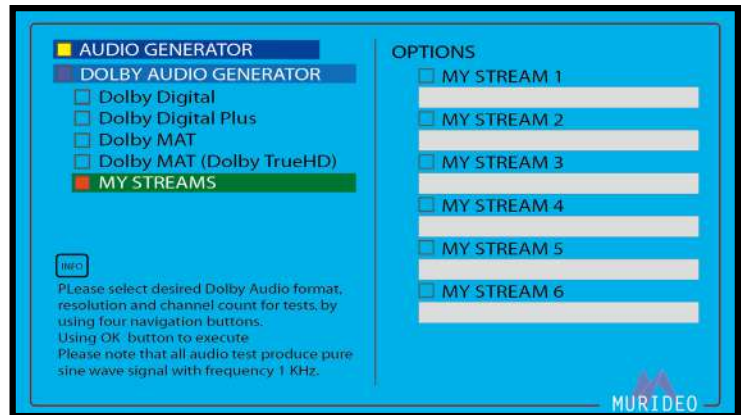 AUDIO GENERATOR
DOLBY AUDIO GENERATOR
Dolby Digital
Dolby Digital Plus
Dolby MAT
Dolby MAT (Dolby TrueHD)
MY STREAMS
INFO
PLease select desired Dolby Audio format,
resolution and channel count for tests, by
using four navigation buttons.
Using OK button to execute
Please note that all audio test produce pure
sine wave signal with frequency 1 KHz.
OPTIONS
MY STREAM 1
MY STREAM 2
MY STREAM 3
MY STREAM 4
MY STREAM 5
MY STREAM 6
MURIDEO